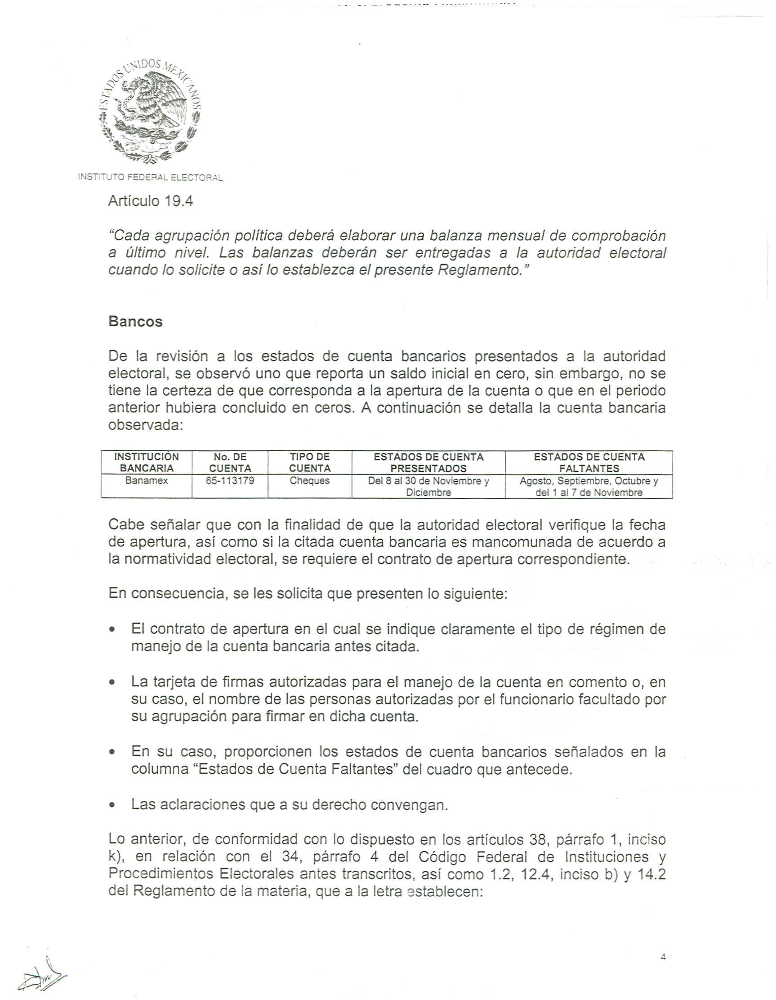 ESTADOS UNIDOS MEXICANOS
INSTITUTO FEDERAL ELECTORAL
Artículo 19.4
“Cada agrupación política deberá elaborar una balanza mensual de comprobación
a último nivel. Las balanzas deberán ser entregadas a la autoridad electoral
cuando lo solicite o así lo establezca el presente Reglamento.”
Bancos
De la revisión a los estados de cuenta bancarios presentados a la autoridad
electoral, se observó uno que reporta un saldo inicial en cero, sin embargo, no se
tiene la certeza de que corresponda a la apertura de la cuenta o que en el periodo
anterior hubiera concluido en ceros. A continuación se detalla la cuenta bancaria
observada:
INSTITUCIÓN BANCARIA No. DE CUENTA TIPO DE CUENTA ESTADOS DE CUENTA PRESENTADOS ESTADOS DE CUENTA FALTANTES
Banamex 65-113179 Cheques Del 8 al 30 de Noviembre y Diciembre Agosto, Septiembre, Octubre y del 1 al 7 de Noviembre
Cabe señalar que con la finalidad de que la autoridad electoral verifique la fecha
de apertura, así como si la citada cuenta bancaria es mancomunada de acuerdo a
la normatividad electoral, se requiere el contrato de apertura correspondiente.
En consecuencia, se les solicita que presenten lo siguiente:
• El contrato de apertura en el cual se indique claramente el tipo de régimen de
manejo de la cuenta bancaria antes citada.
• La tarjeta de firmas autorizadas para el manejo de la cuenta en comento o, en
su caso, el nombre de las personas autorizadas por el funcionario facultado por
su agrupación para firmar en dicha cuenta.
• En su caso, proporcionen los estados de cuenta bancarios señalados en la
columna “Estados de Cuenta Faltantes” del cuadro que antecede.
• Las aclaraciones que a su derecho convengan.
Lo anterior, de conformidad con lo dispuesto en los artículos 38, párrafo 1, inciso
k), en relación con el 34, párrafo 4 del Código Federal de Instituciones y
Procedimientos Electorales antes transcritos, así como 1.2, 12.4, inciso b) y 14.2
del Reglamento de la materia, que a la letra establecen:
4